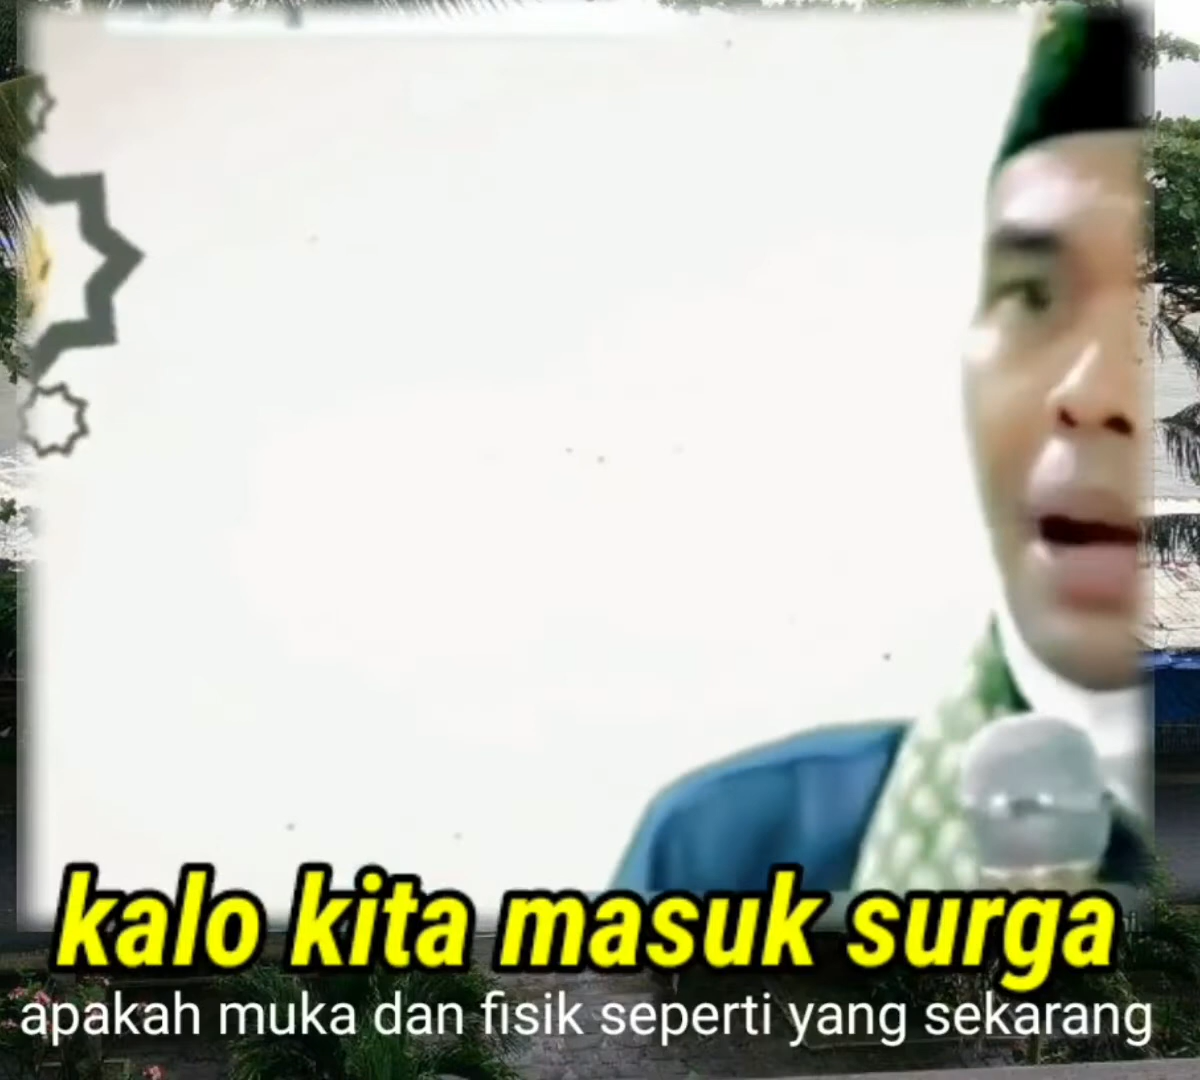 kalo kita masuk surga
apakah muka dan fisik seperti yang sekarang